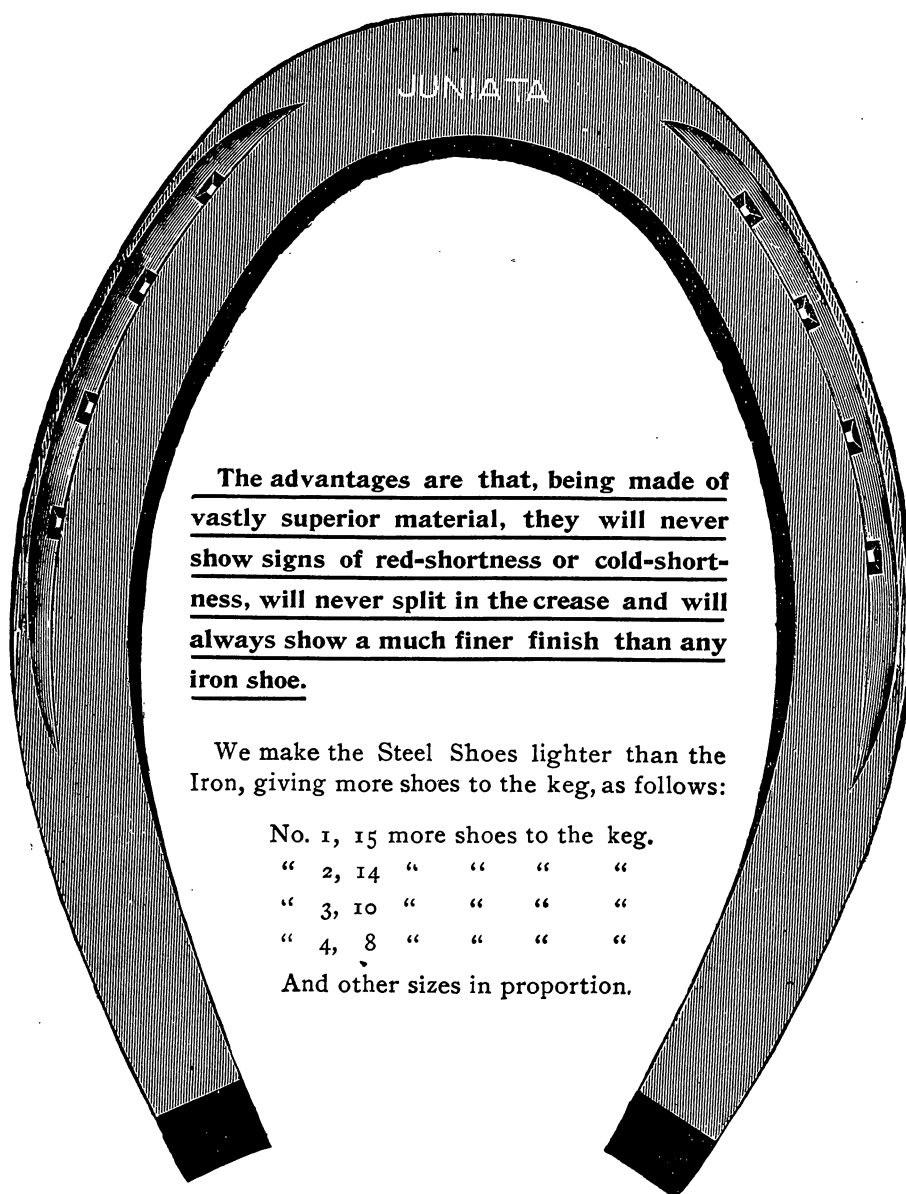 JUNIATA
The advantages are that, being made of
vastly superior material, they will never
show signs of red-shortness or cold-short-
ness, will never split in the crease and will
always show a much finer finish than any
iron shoe.
We make the Steel Shoes lighter than the
Iron, giving more shoes to the keg, as follows:
No. 1, 15 more shoes to the keg.
“ 2, 14 “ “ “ “
“ 3, 10 “ “ “ “
“ 4, 8 “ “ “ “
And other sizes in proportion.